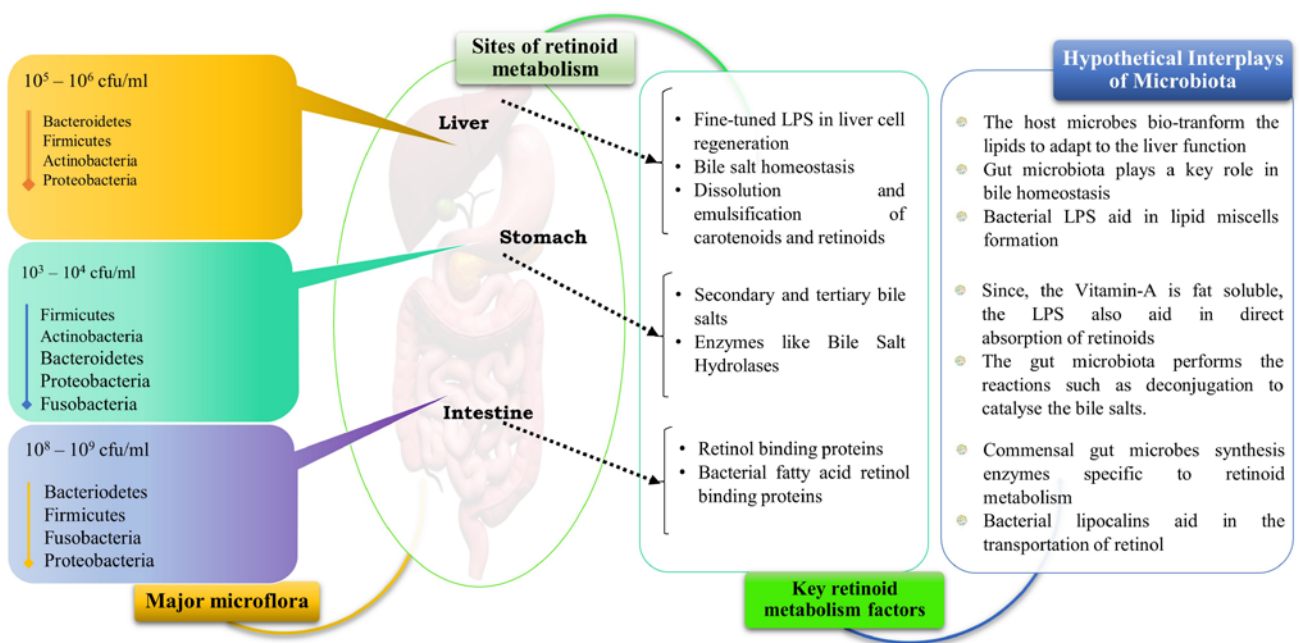 Sites of retinoid
metabolism
Hypothetical Interplays
of Microbiota
10⁵ – 10⁶ cfu/ml
Bacteroidetes
Firmicutes
Actinobacteria
Proteobacteria
10³ – 10⁴ cfu/ml
Firmicutes
Actinobacteria
Bacteroidetes
Proteobacteria
Fusobacteria
10⁸ – 10⁹ cfu/ml
Bacteriodetes
Firmicutes
Fusobacteria
Proteobacteria
Major microflora
Liver
Stomach
Intestine
• Fine-tuned LPS in liver cell
regeneration
• Bile salt homeostasis
• Dissolution and
emulsification of
carotenoids and retinoids
• Secondary and tertiary bile
salts
• Enzymes like Bile Salt
Hydrolases
• Retinol binding proteins
• Bacterial fatty acid retinol
binding proteins
Key retinoid
metabolism factors
The host microbes bio-tranform the
lipids to adapt to the liver function
Gut microbiota plays a key role in
bile homeostasis
Bacterial LPS aid in lipid miscells
formation
Since, the Vitamin-A is fat soluble,
the LPS also aid in direct
absorption of retinoids
The gut microbiota performs the
reactions such as deconjugation to
catalyse the bile salts.
Commensal gut microbes synthesis
enzymes specific to retinoid
metabolism
Bacterial lipocalins aid in the
transportation of retinol